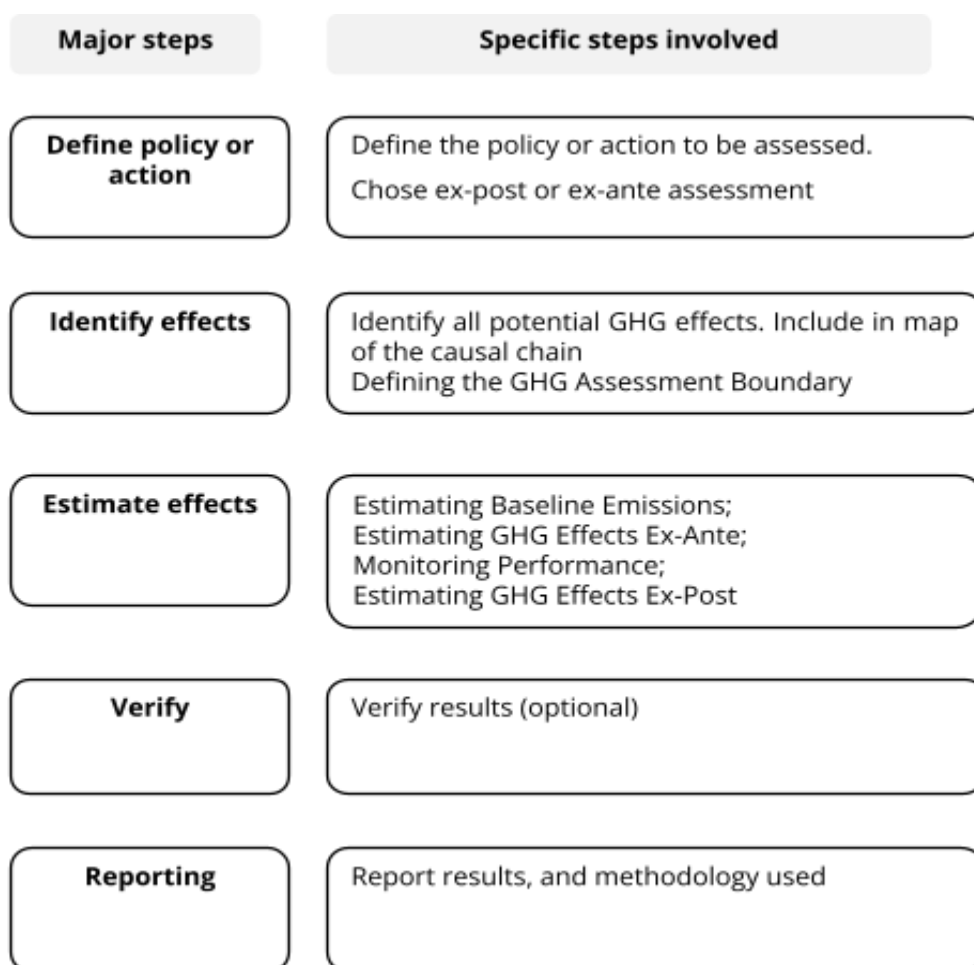 Major steps
Specific steps involved
Define policy or
action
Define the policy or action to be assessed.
Chose ex-post or ex-ante assessment
Identify effects
Identify all potential GHG effects. Include in map
of the causal chain
Defining the GHG Assessment Boundary
Estimate effects
Estimating Baseline Emissions;
Estimating GHG Effects Ex-Ante;
Monitoring Performance;
Estimating GHG Effects Ex-Post
Verify
Verify results (optional)
Reporting
Report results, and methodology used